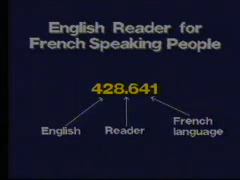 English Reader for
French Speaking People
428.641
English
Reader
French
language